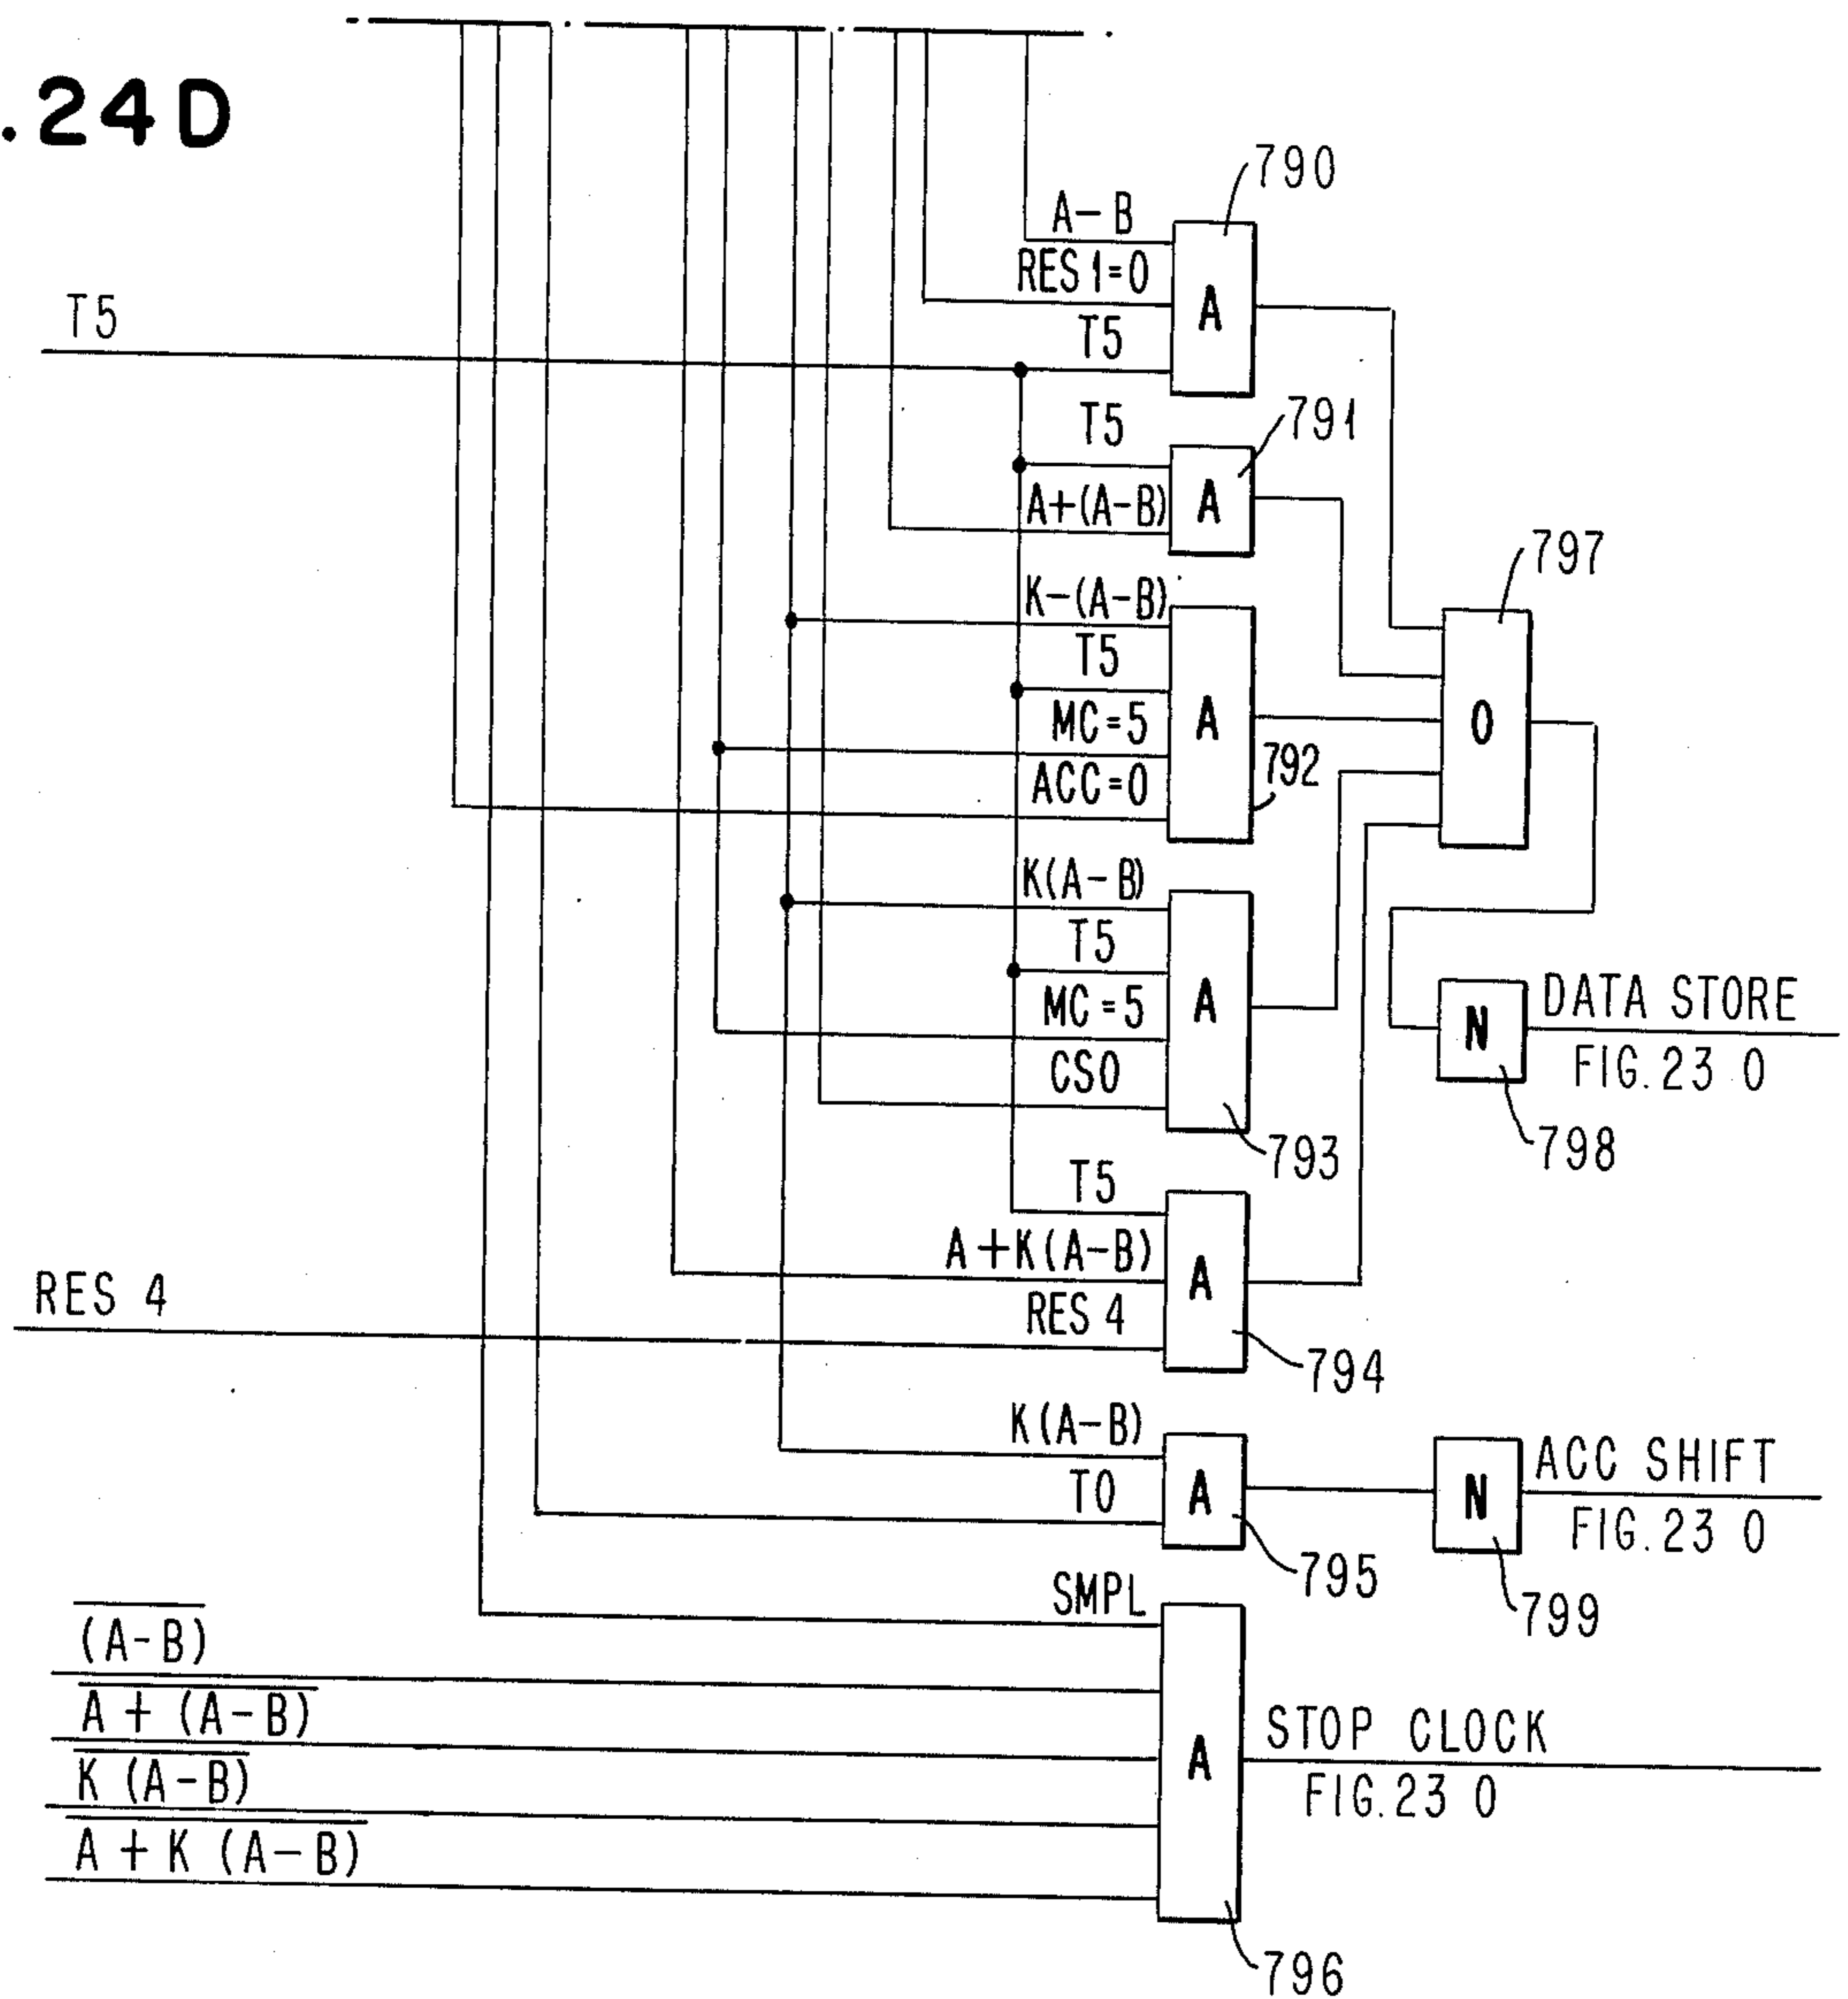 .24D
790
A-B
RES 1=0
A
T5
T5
T5
791
A+(A-B)
A
797
K-(A-B)
T5
MC=5
A
O
ACC=0
792
K(A-B)
T5
MC=5
A
N
DATA STORE
FIG.23 0
CS0
798
793
T5
A+K(A-B)
A
RES 4
RES 4
794
K(A-B)
T0
A
N
ACC SHIFT
FIG.23 0
795
799
SMPL
(A-B)
A + (A-B)
K (A-B)
A + K (A-B)
A
STOP CLOCK
FIG.23 0
796